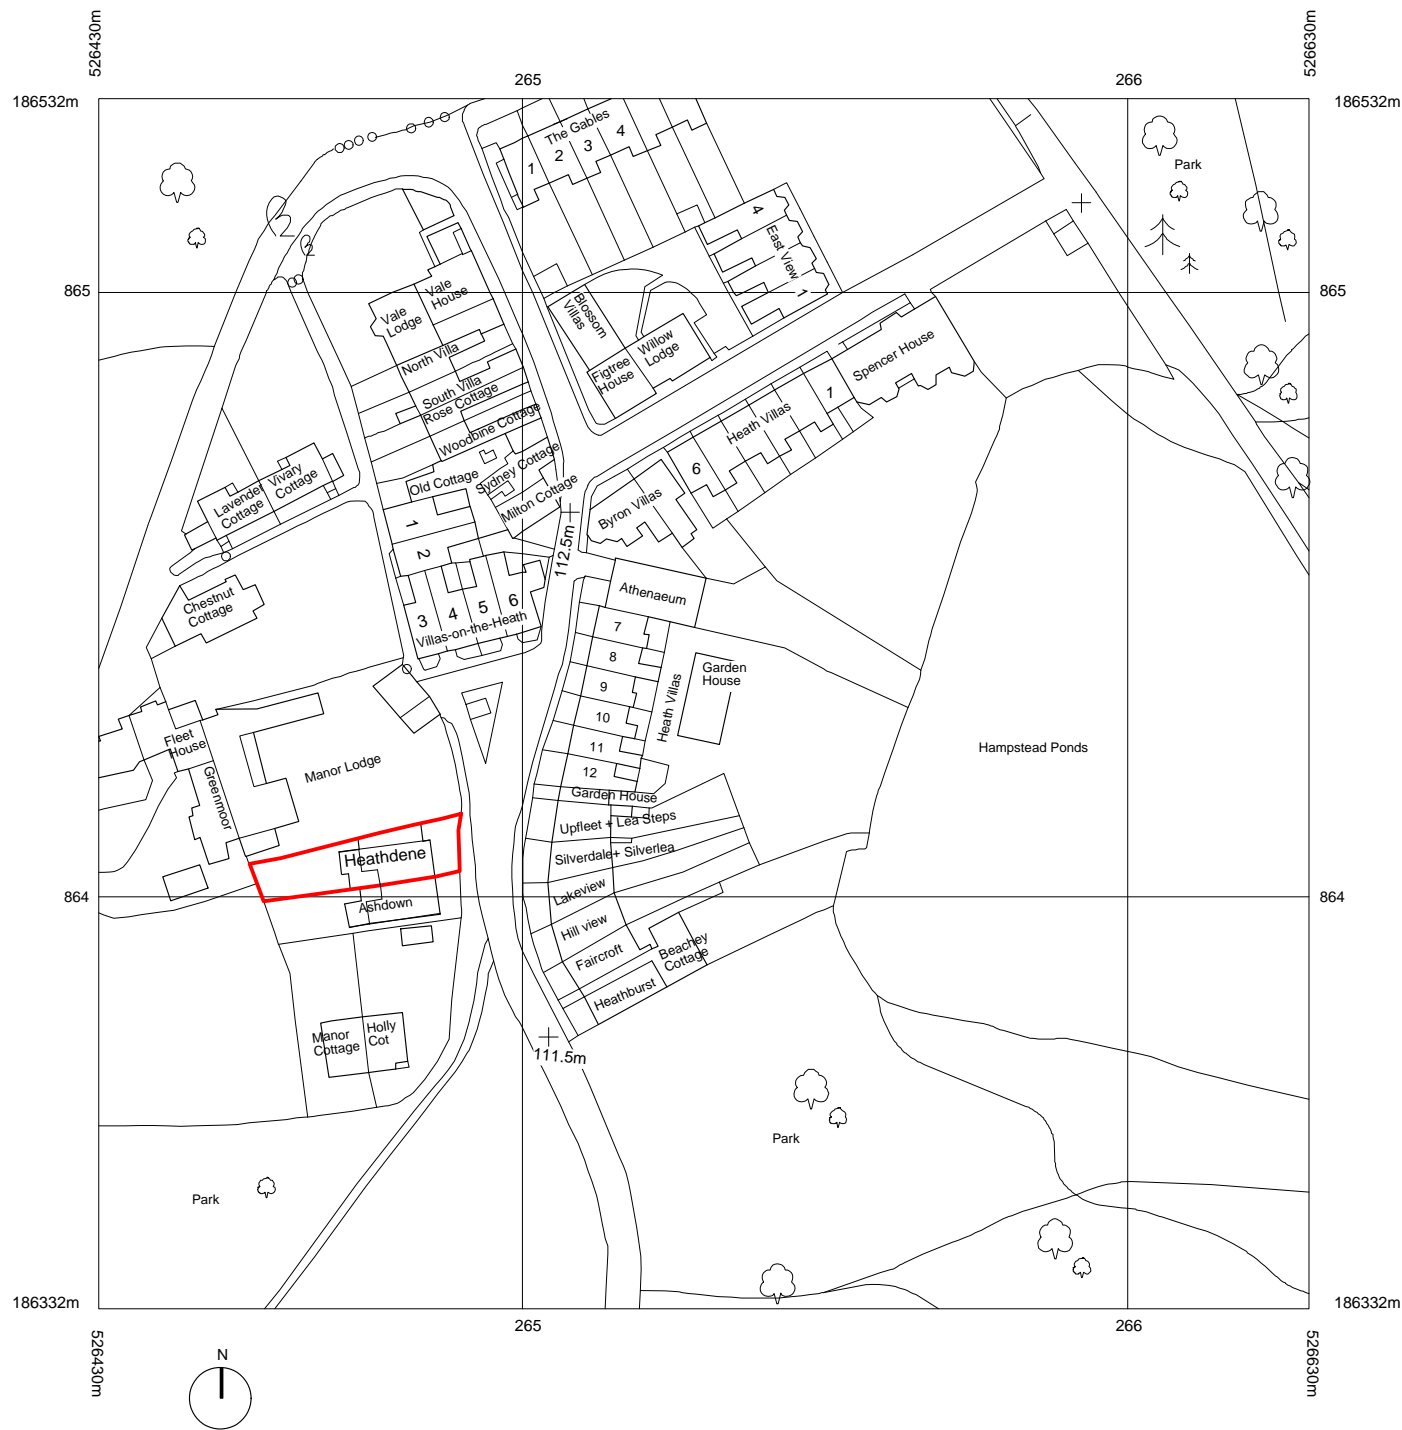 526430m
526630m
265
266
186532m
186532m
The Gables
1
2
3
4
Park
4
East View
1
865
865
Vale
House
Vale
Lodge
Blossom
Villas
Willow
Lodge
Figtree
House
Spencer House
North Villa
South Villa
Rose Cottage
Woodbine Cottage
Heath Villas
1
6
Vivary
Cottage
Lavender
Cottage
Old Cottage
Sydney Cottage
Milton Cottage
Byron Villas
1
2
112.5m
Chestnut
Cottage
3
4
5
6
Villas-on-the-Heath
Athenaeum
7
8
9
10
11
12
Heath Villas
Garden
House
Fleet
House
Greenmoor
Manor Lodge
Hampstead Ponds
Garden House
Upfleet + Lea Steps
Silverdale+ Silverlea
Heathdene
Ashdown
864
864
Lakeview
Hill view
Faircroft
Beachey
Cottage
Heathburst
Manor
Cottage
Holly
Cot
111.5m
Park
Park
186332m
186332m
265
266
526430m
526630m
N